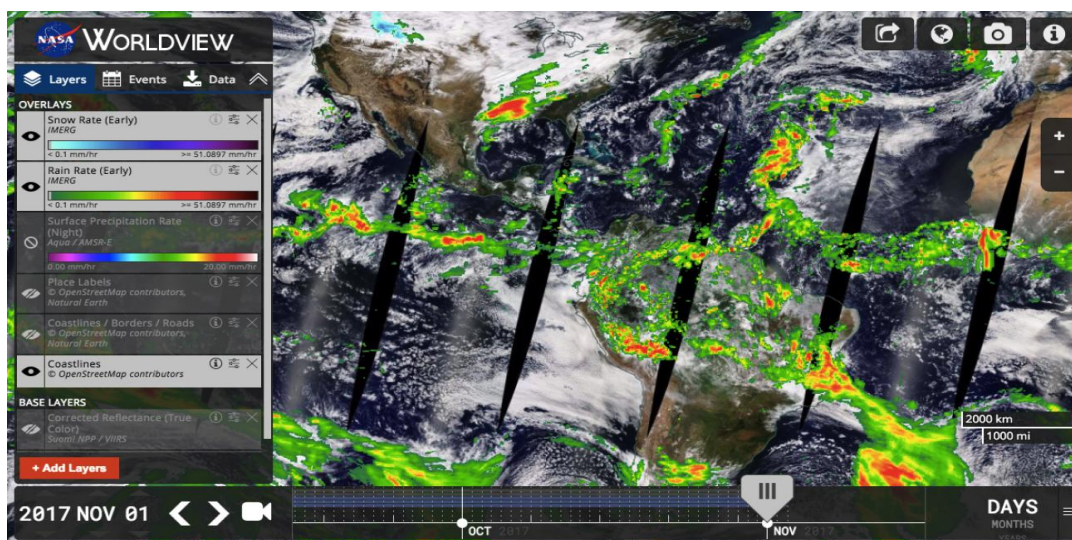 NASA WORLDVIEW
Layers Events Data
OVERLAYS
Snow Rate (Early)
IMERG
< 0.1 mm/hr >= 51.0897 mm/hr
Rain Rate (Early)
IMERG
< 0.1 mm/hr >= 51.0897 mm/hr
Surface Precipitation Rate
(Night)
Aqua / AMSR-E
0.00 mm/hr 20.00 mm/hr
Place Labels
© OpenStreetMap contributors,
Natural Earth
Coastlines / Borders / Roads
© OpenStreetMap contributors,
Natural Earth
Coastlines
© OpenStreetMap contributors
BASE LAYERS
Corrected Reflectance (True
Color)
Suomi NPP / VIIRS
+ Add Layers
2000 km
1000 mi
2017 NOV 01
OCT 2017
NOV 2017
DAYS
MONTHS
YEARS